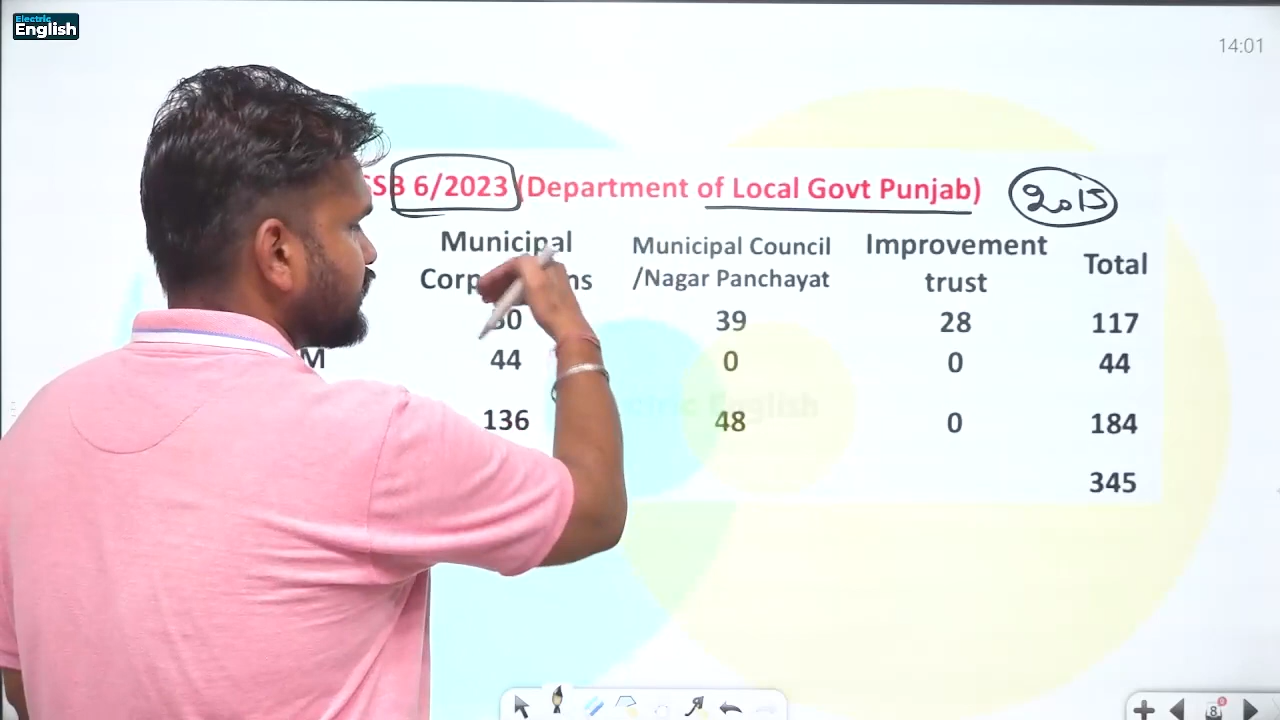 Electric
English
14:01
SSB 6/2023 (Department of Local Govt Punjab) 2015
Municipal Municipal Council Improvement Total
/Nagar Panchayat trust
39 28 117
M 44 0 0 44
136 48 0 184
345
8